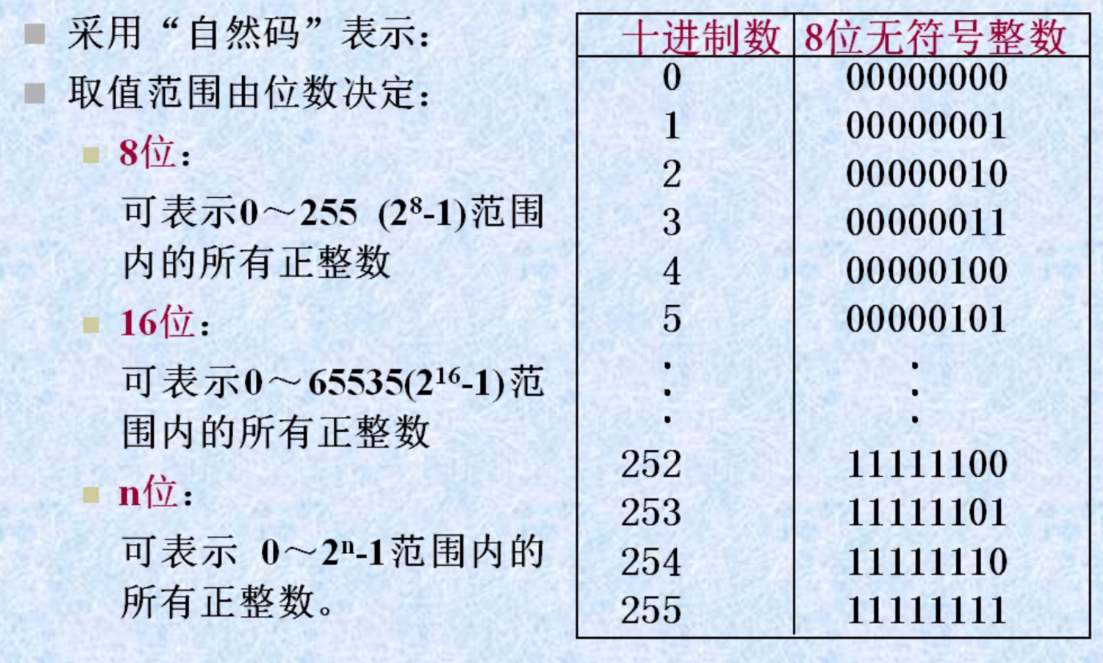 采用“自然码”表示：
取值范围由位数决定：
8位：
可表示0～255 (2⁸-1)范围
内的所有正整数
16位：
可表示0～65535(2¹⁶-1)范
围内的所有正整数
n位：
可表示 0～2ⁿ-1范围内的
所有正整数。
十进制数 8位无符号整数
0 00000000
1 00000001
2 00000010
3 00000011
4 00000100
5 00000101
252 11111100
253 11111101
254 11111110
255 11111111